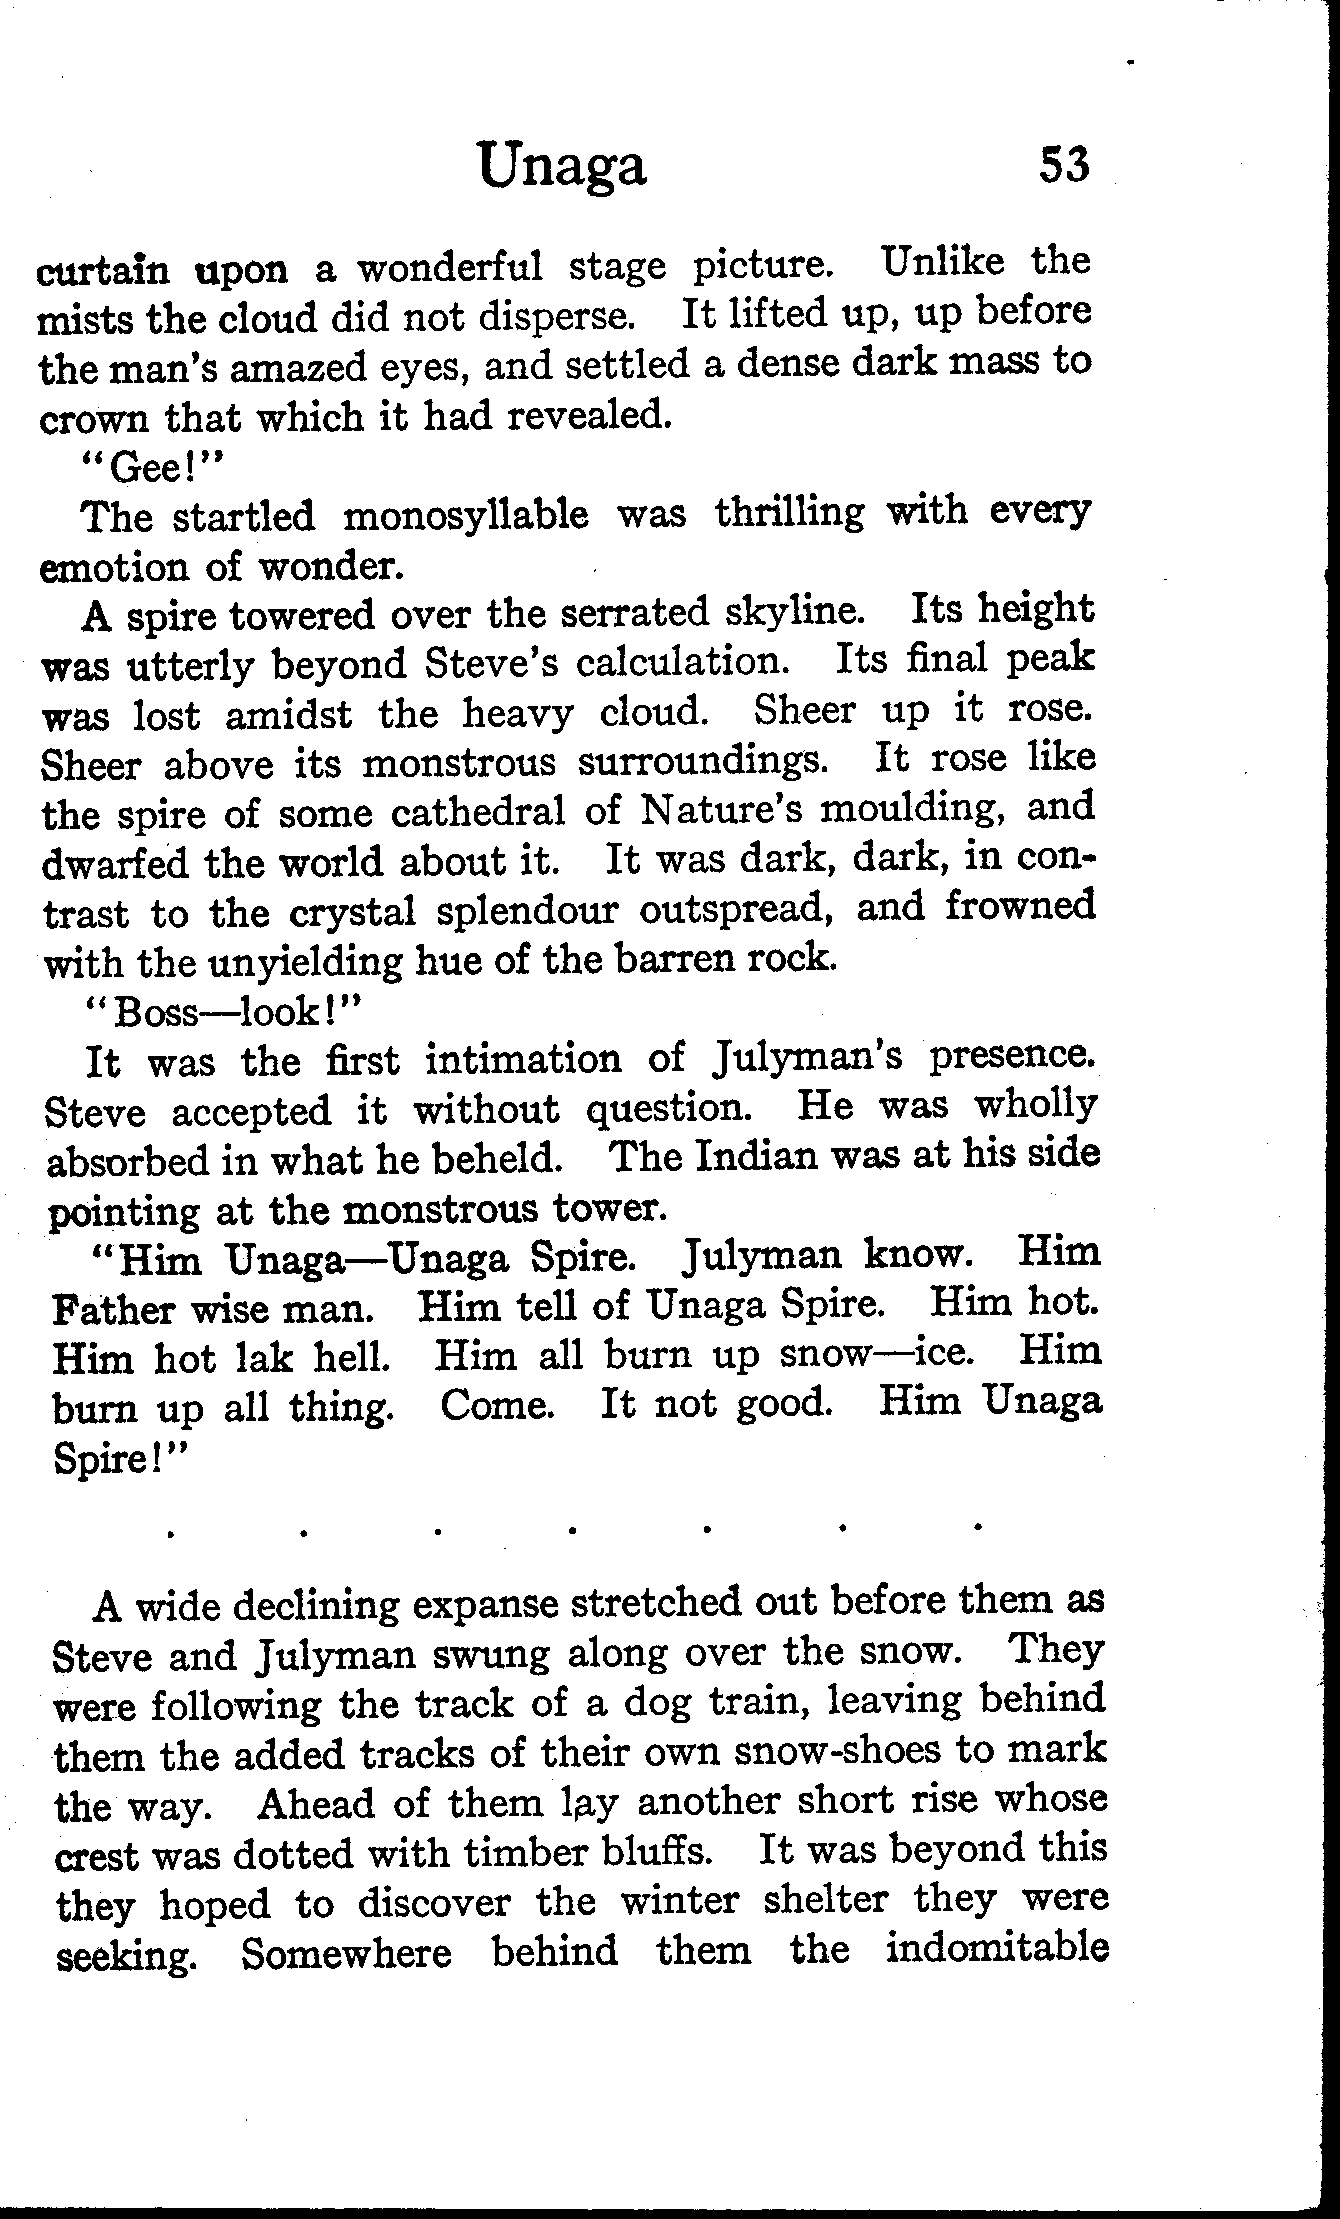 Unaga 53
curtain upon a wonderful stage picture. Unlike the
mists the cloud did not disperse. It lifted up, up before
the man's amazed eyes, and settled a dense dark mass to
crown that which it had revealed.
"Gee!"
The startled monosyllable was thrilling with every
emotion of wonder.
A spire towered over the serrated skyline. Its height
was utterly beyond Steve's calculation. Its final peak
was lost amidst the heavy cloud. Sheer up it rose.
Sheer above its monstrous surroundings. It rose like
the spire of some cathedral of Nature's moulding, and
dwarfed the world about it. It was dark, dark, in con-
trast to the crystal splendour outspread, and frowned
with the unyielding hue of the barren rock.
"Boss—look!"
It was the first intimation of Julyman's presence.
Steve accepted it without question. He was wholly
absorbed in what he beheld. The Indian was at his side
pointing at the monstrous tower.
"Him Unaga—Unaga Spire. Julyman know. Him
Father wise man. Him tell of Unaga Spire. Him hot.
Him hot lak hell. Him all burn up snow—ice. Him
burn up all thing. Come. It not good. Him Unaga
Spire!"
. . . . . . .
A wide declining expanse stretched out before them as
Steve and Julyman swung along over the snow. They
were following the track of a dog train, leaving behind
them the added tracks of their own snow-shoes to mark
the way. Ahead of them lay another short rise whose
crest was dotted with timber bluffs. It was beyond this
they hoped to discover the winter shelter they were
seeking. Somewhere behind them the indomitable